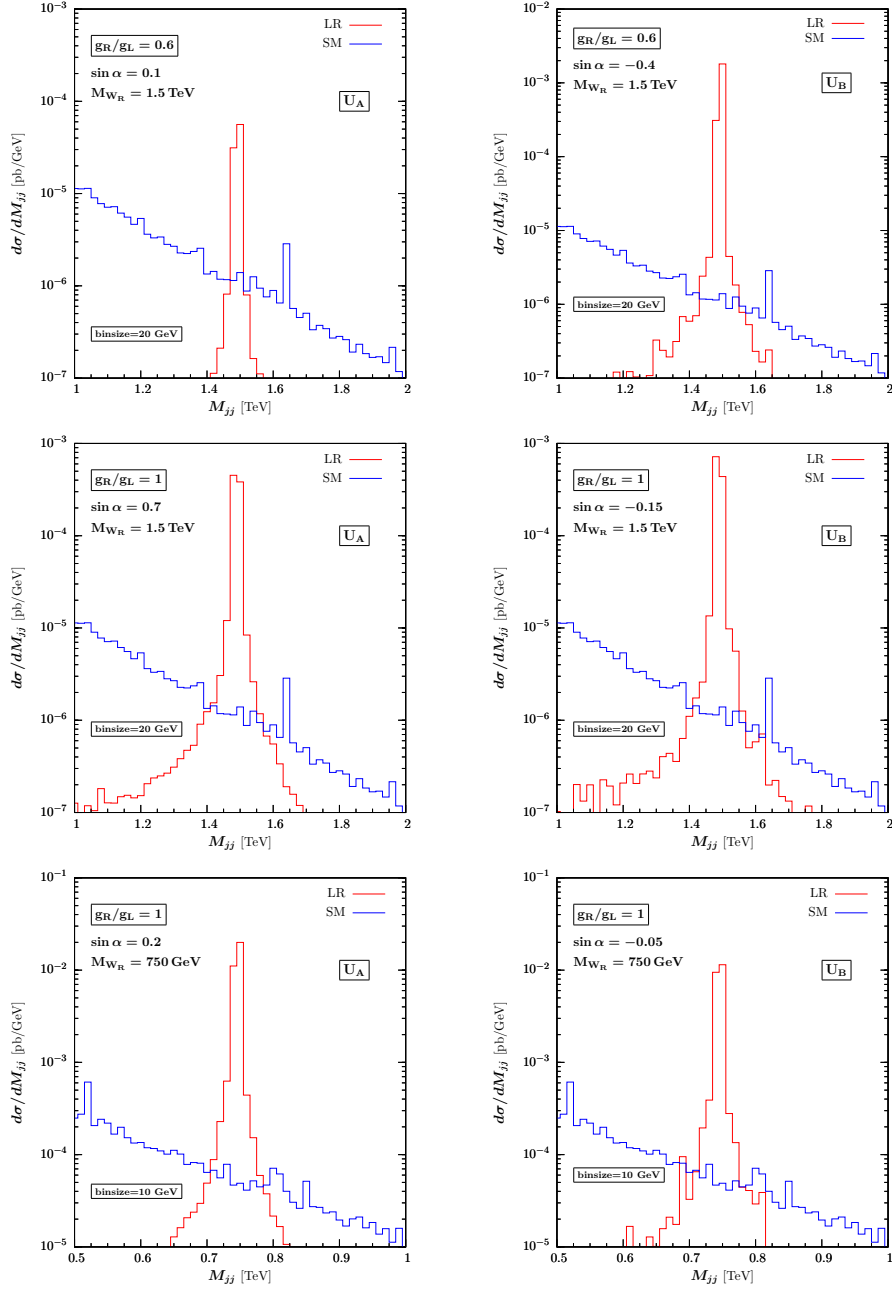 10⁻³
10⁻⁴
10⁻⁵
10⁻⁶
10⁻⁷
dσ/dM_jj [pb/GeV]
g_R/g_L = 0.6
sin α = 0.1
M_W_R = 1.5 TeV
LR
SM
U_A
binsize=20 GeV
1 1.2 1.4 1.6 1.8 2
M_jj [TeV]
10⁻²
10⁻³
10⁻⁴
10⁻⁵
10⁻⁶
10⁻⁷
dσ/dM_jj [pb/GeV]
g_R/g_L = 0.6
sin α = −0.4
M_W_R = 1.5 TeV
LR
SM
U_B
binsize=20 GeV
1 1.2 1.4 1.6 1.8 2
M_jj [TeV]
10⁻³
10⁻⁴
10⁻⁵
10⁻⁶
10⁻⁷
dσ/dM_jj [pb/GeV]
g_R/g_L = 1
sin α = 0.7
M_W_R = 1.5 TeV
LR
SM
U_A
binsize=20 GeV
1 1.2 1.4 1.6 1.8 2
M_jj [TeV]
10⁻³
10⁻⁴
10⁻⁵
10⁻⁶
10⁻⁷
dσ/dM_jj [pb/GeV]
g_R/g_L = 1
sin α = −0.15
M_W_R = 1.5 TeV
LR
SM
U_B
binsize=20 GeV
1 1.2 1.4 1.6 1.8 2
M_jj [TeV]
10⁻¹
10⁻²
10⁻³
10⁻⁴
10⁻⁵
dσ/dM_jj [pb/GeV]
g_R/g_L = 1
sin α = 0.2
M_W_R = 750 GeV
LR
SM
U_A
binsize=10 GeV
0.5 0.6 0.7 0.8 0.9 1
M_jj [TeV]
10⁻¹
10⁻²
10⁻³
10⁻⁴
10⁻⁵
dσ/dM_jj [pb/GeV]
g_R/g_L = 1
sin α = −0.05
M_W_R = 750 GeV
LR
SM
U_B
binsize=10 GeV
0.5 0.6 0.7 0.8 0.9 1
M_jj [TeV]